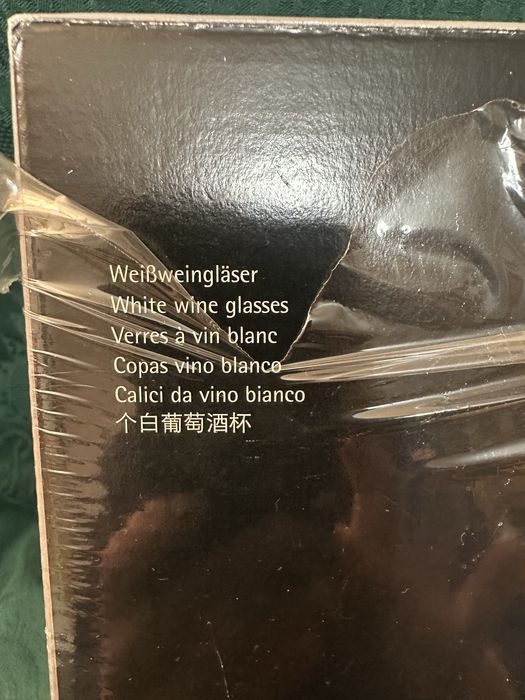 Weißweingläser
White wine glasses
Verres à vin blanc
Copas vino blanco
Calici da vino bianco
个白葡萄酒杯